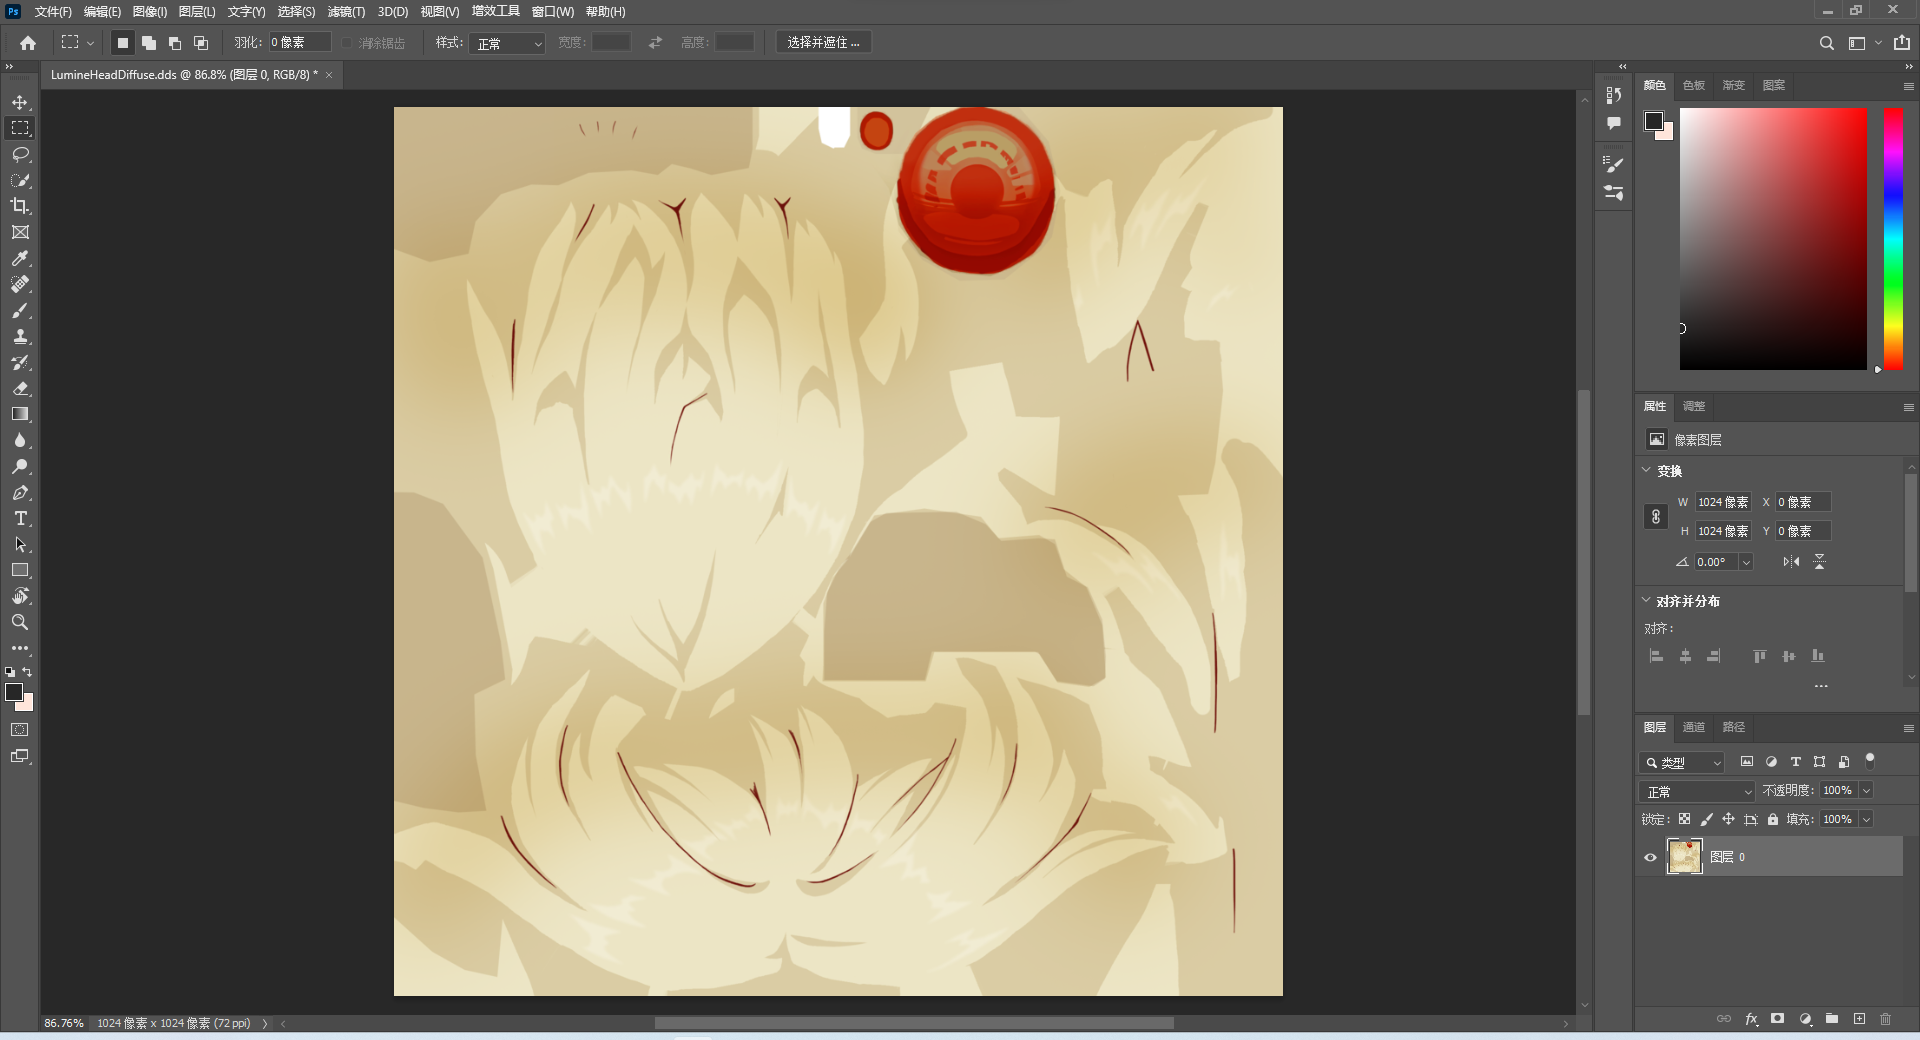 Ps 文件(F) 编辑(E) 图像(I) 图层(L) 文字(Y) 选择(S) 滤镜(T) 3D(D) 视图(V) 增效工具 窗口(W) 帮助(H)
羽化: 0 像素 消除锯齿 样式: 正常 宽度: 高度: 选择并遮住 ...
LumineHeadDiffuse.dds @ 86.8% (图层 0, RGB/8) *
颜色 色板 渐变 图案
属性 调整
像素图层
变换
W 1024 像素 X 0 像素
H 1024 像素 Y 0 像素
0.00°
对齐并分布
对齐:
图层 通道 路径
类型
正常 不透明度: 100%
锁定: 填充: 100%
图层 0
fx
86.76% 1024 像素 x 1024 像素 (72 ppi)